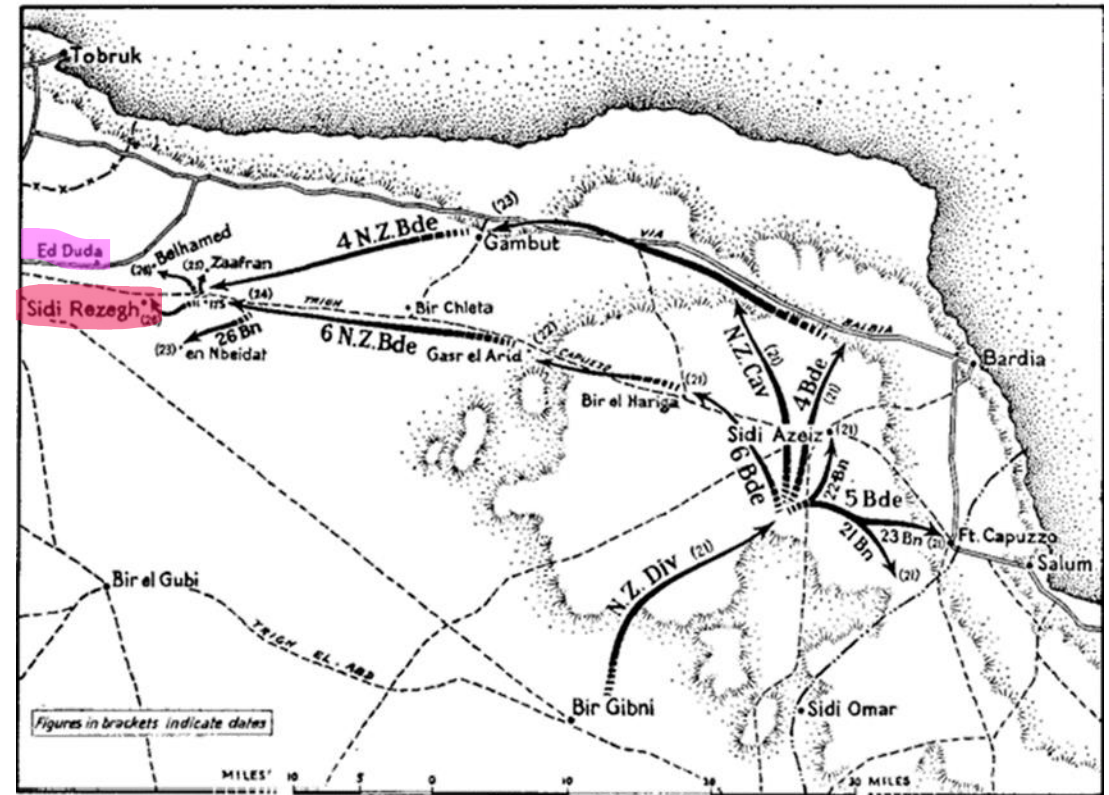 Tobruk
(23)
4 N.Z.Bde
Gambut
VIA
BALBIA
Ed Duda
Belhamed
Zaafran
Sidi Rezegh
(24)
TRIGH
Bir Chleta
26 Bn
(23)
en Nbeidat
6 N.Z.Bde
(22)
Gasr el Arid
CAPUZZO
N.Z.Cav
(21)
4 Bde
(21)
Bardia
(21)
Bir el Hariga
Sidi Azeiz
(21)
6 Bde
22 Bn
5 Bde
21 Bn
23 Bn
(21)
Ft. Capuzzo
(21)
Salum
N.Z. Div
(21)
Bir el Gubi
TRIGH EL ABD
Bir Gibni
Sidi Omar
Figures in brackets indicate dates
MILES
10
5
0
10
20
30
MILES